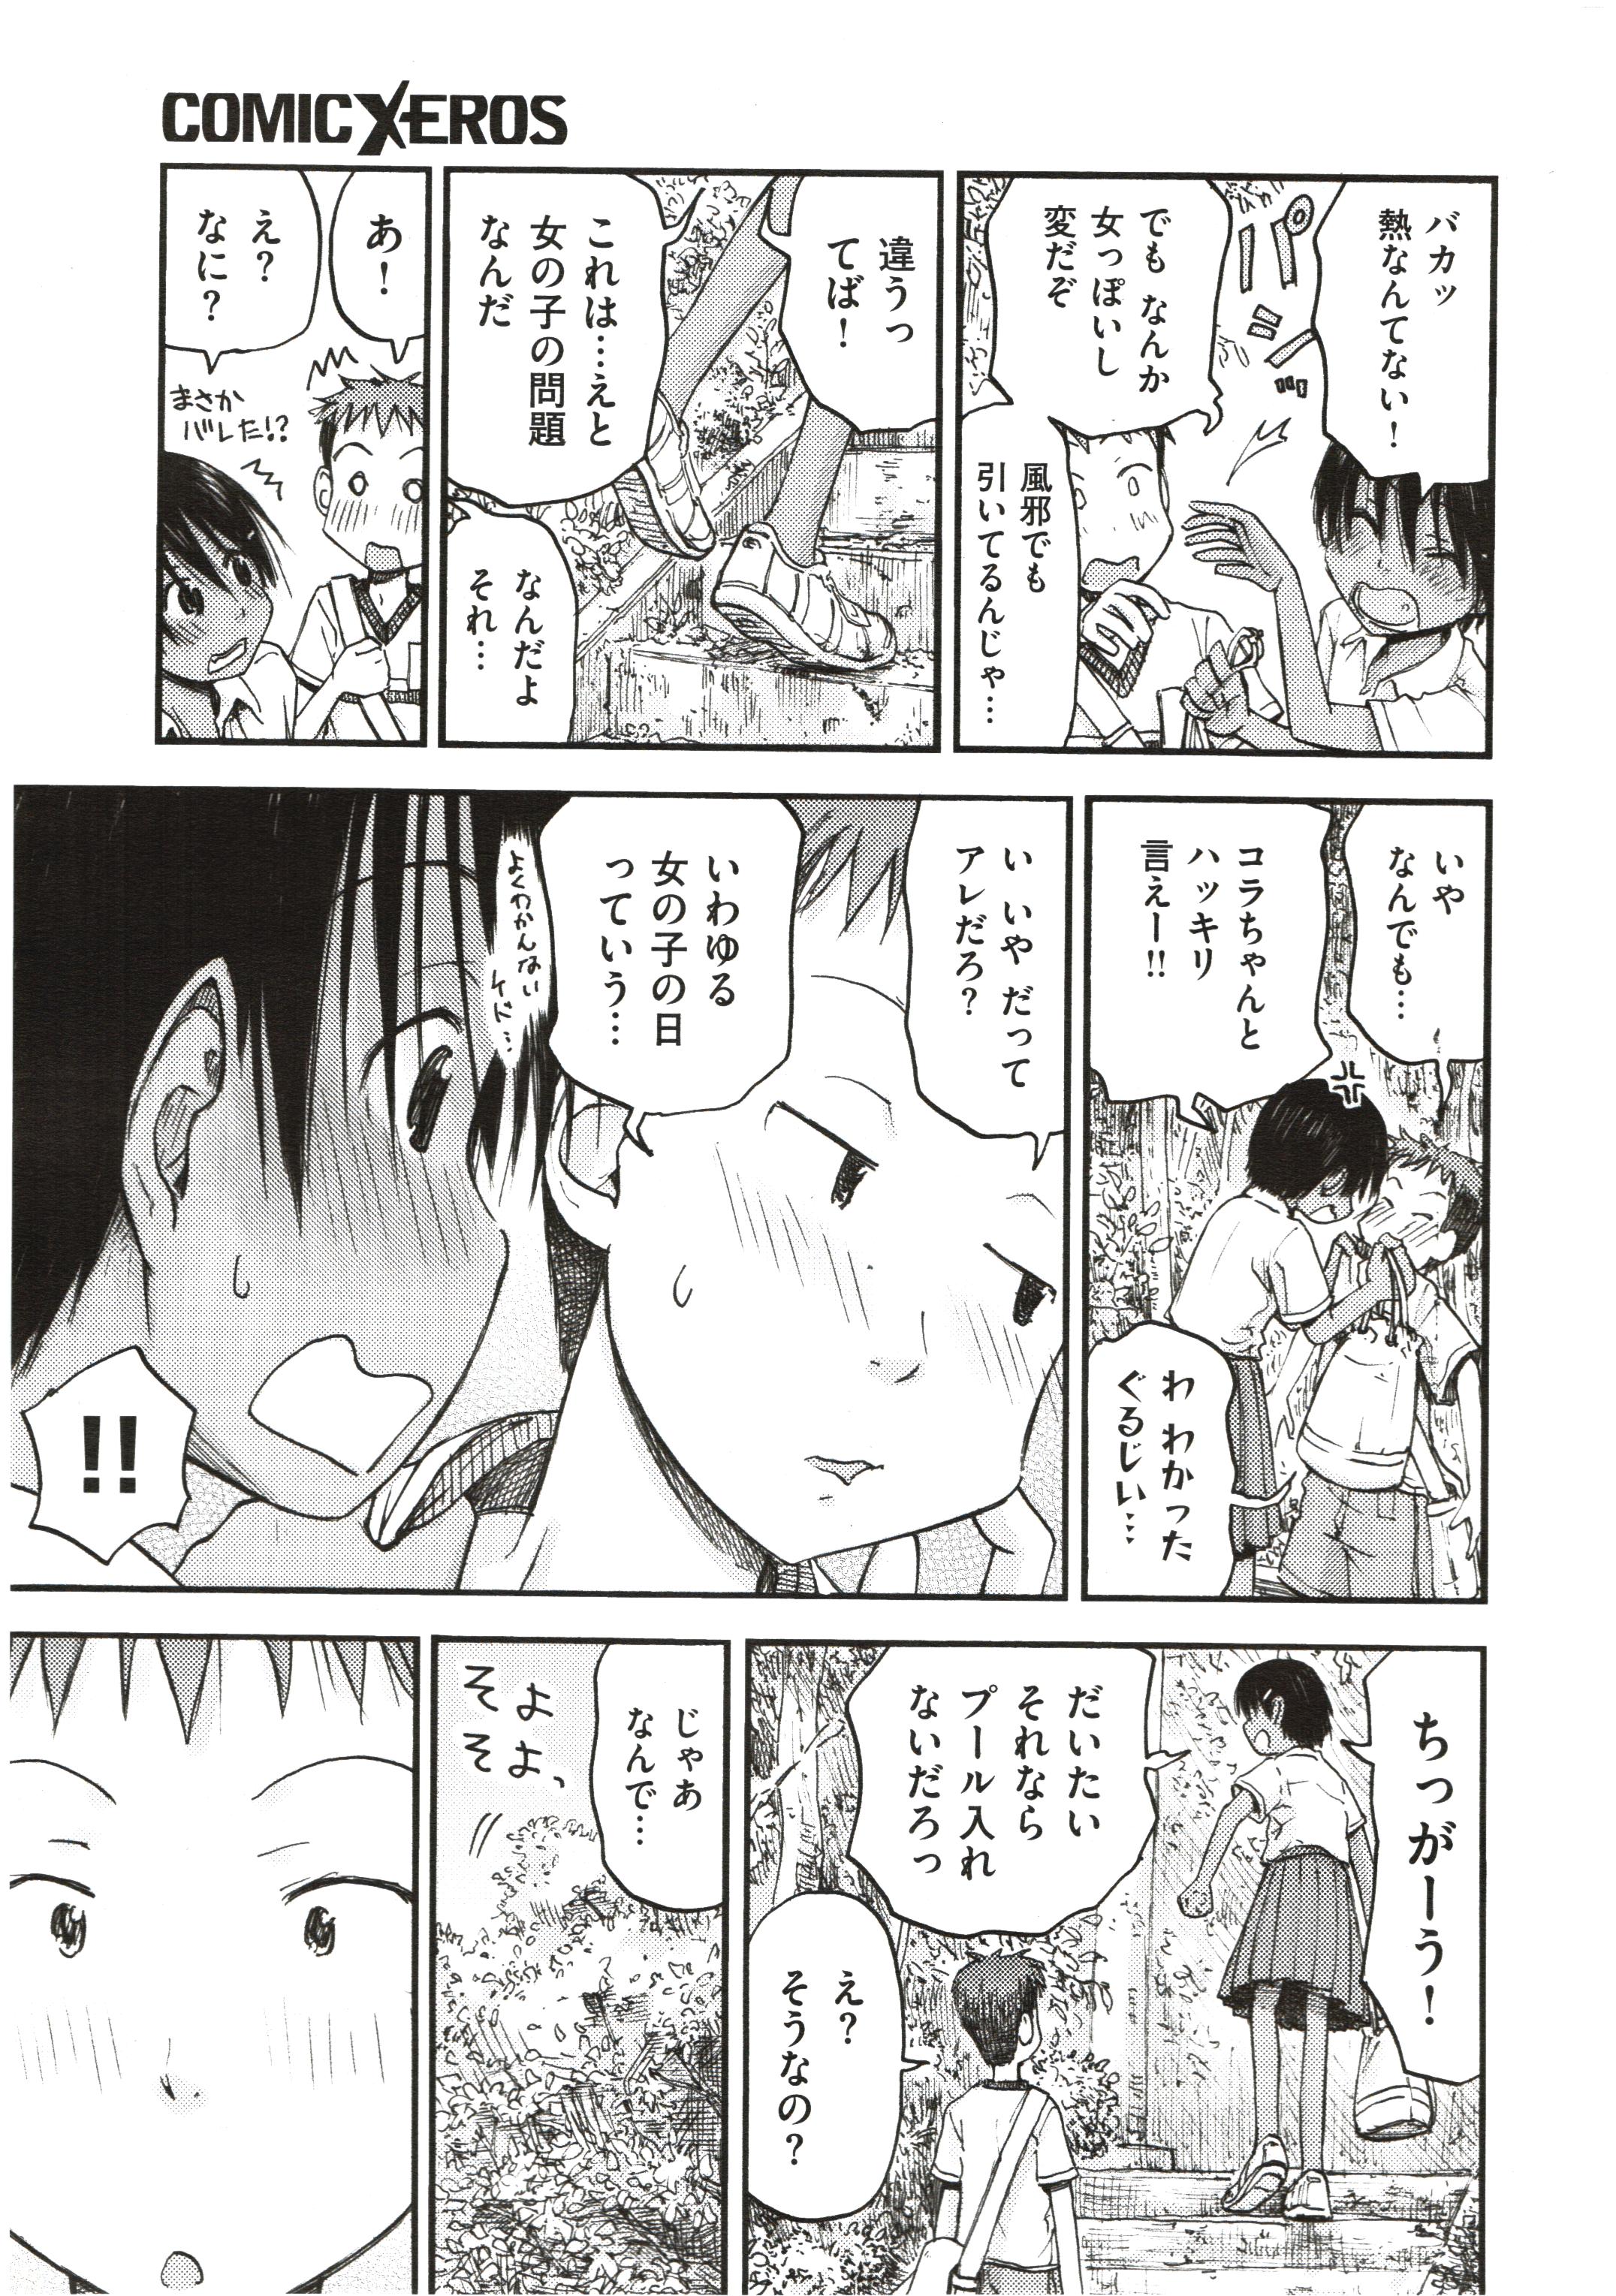 COMIC XEROS
バカッ
熱なんてない！
でも なんか
女っぽいし
変だぞ
風邪でも
引いてるんじゃ…
違うっ
てば！
これは…えと
女の子の問題
なんだ
なんだよ
それ…
あ！
え？
なに？
まさか
バレた!?
いや
なんでも…
コラちゃんと
ハッキリ
言えー!!
わ わかった
ぐるじい…
い いや だって
アレだろ？
いわゆる
女の子の日
っていう…
よくわかんない
ケド…
!!
ちっがーう！
だいたい
それなら
プール入れ
ないだろっ
え？
そうなの？
じゃあ
なんで…
よよ、
そそ